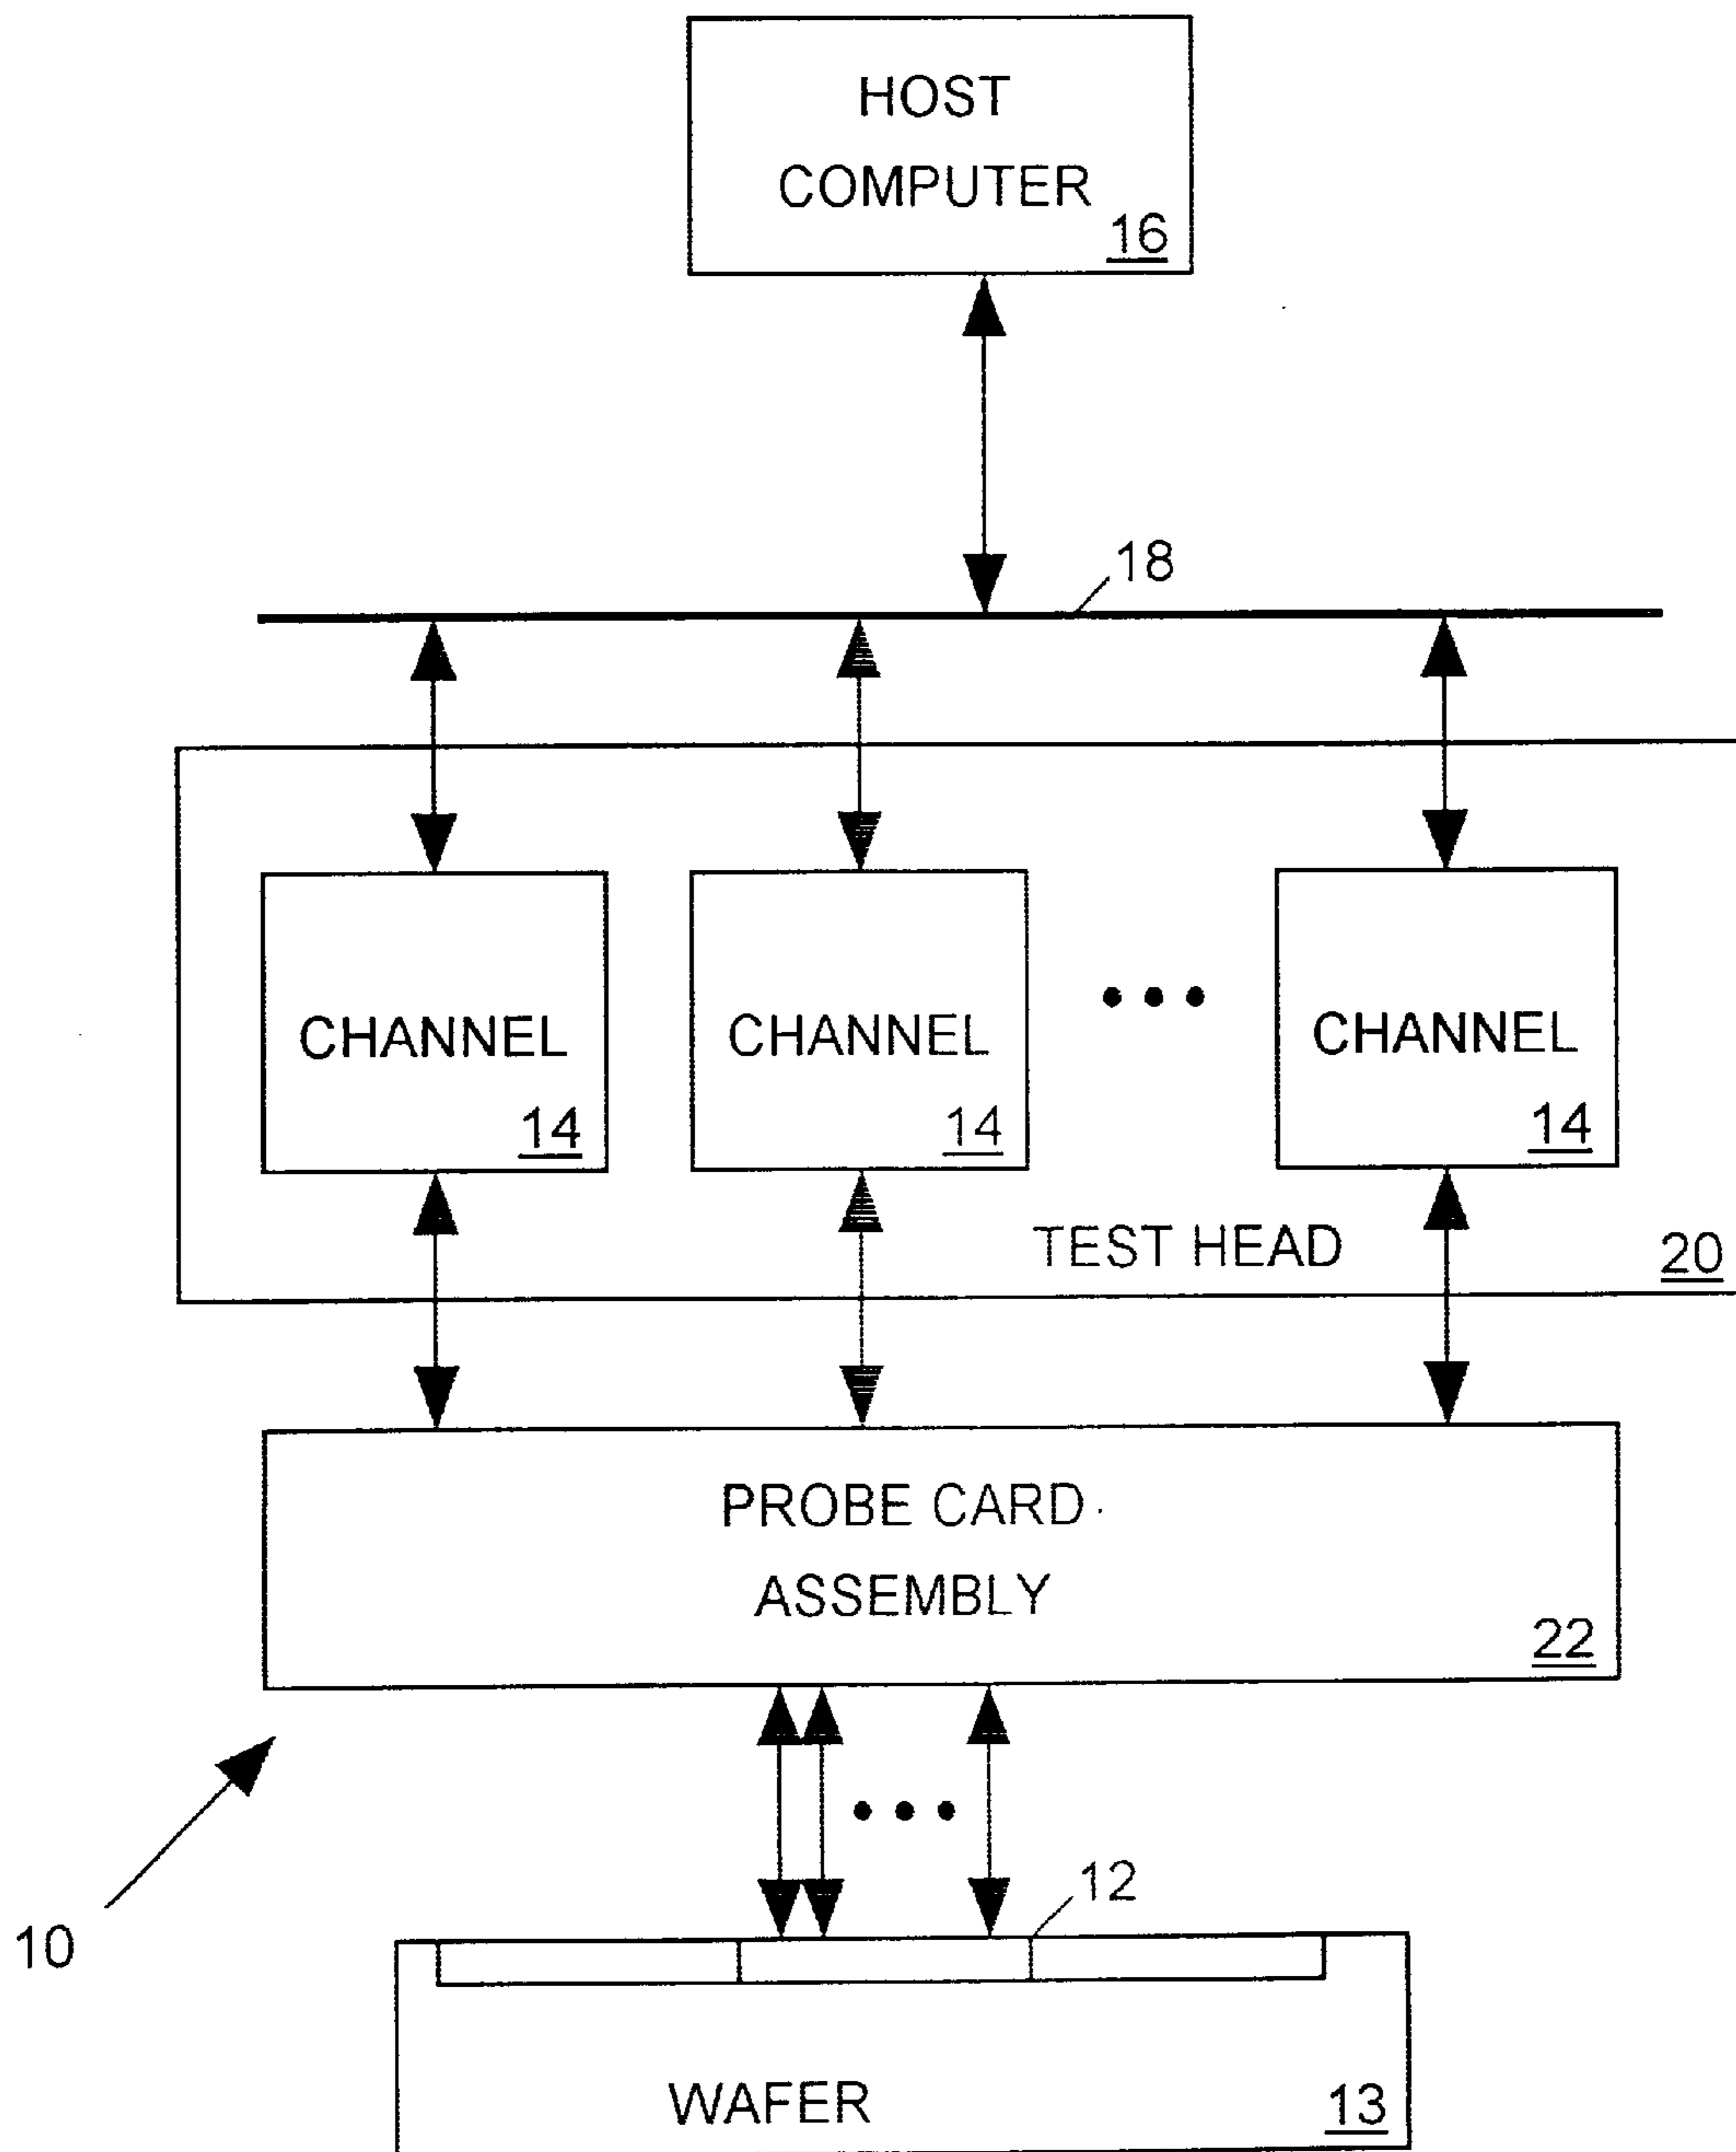 HOST
COMPUTER
16
18
CHANNEL
14
CHANNEL
14
CHANNEL
14
TEST HEAD
20
PROBE CARD
ASSEMBLY
22
10
12
WAFER
13